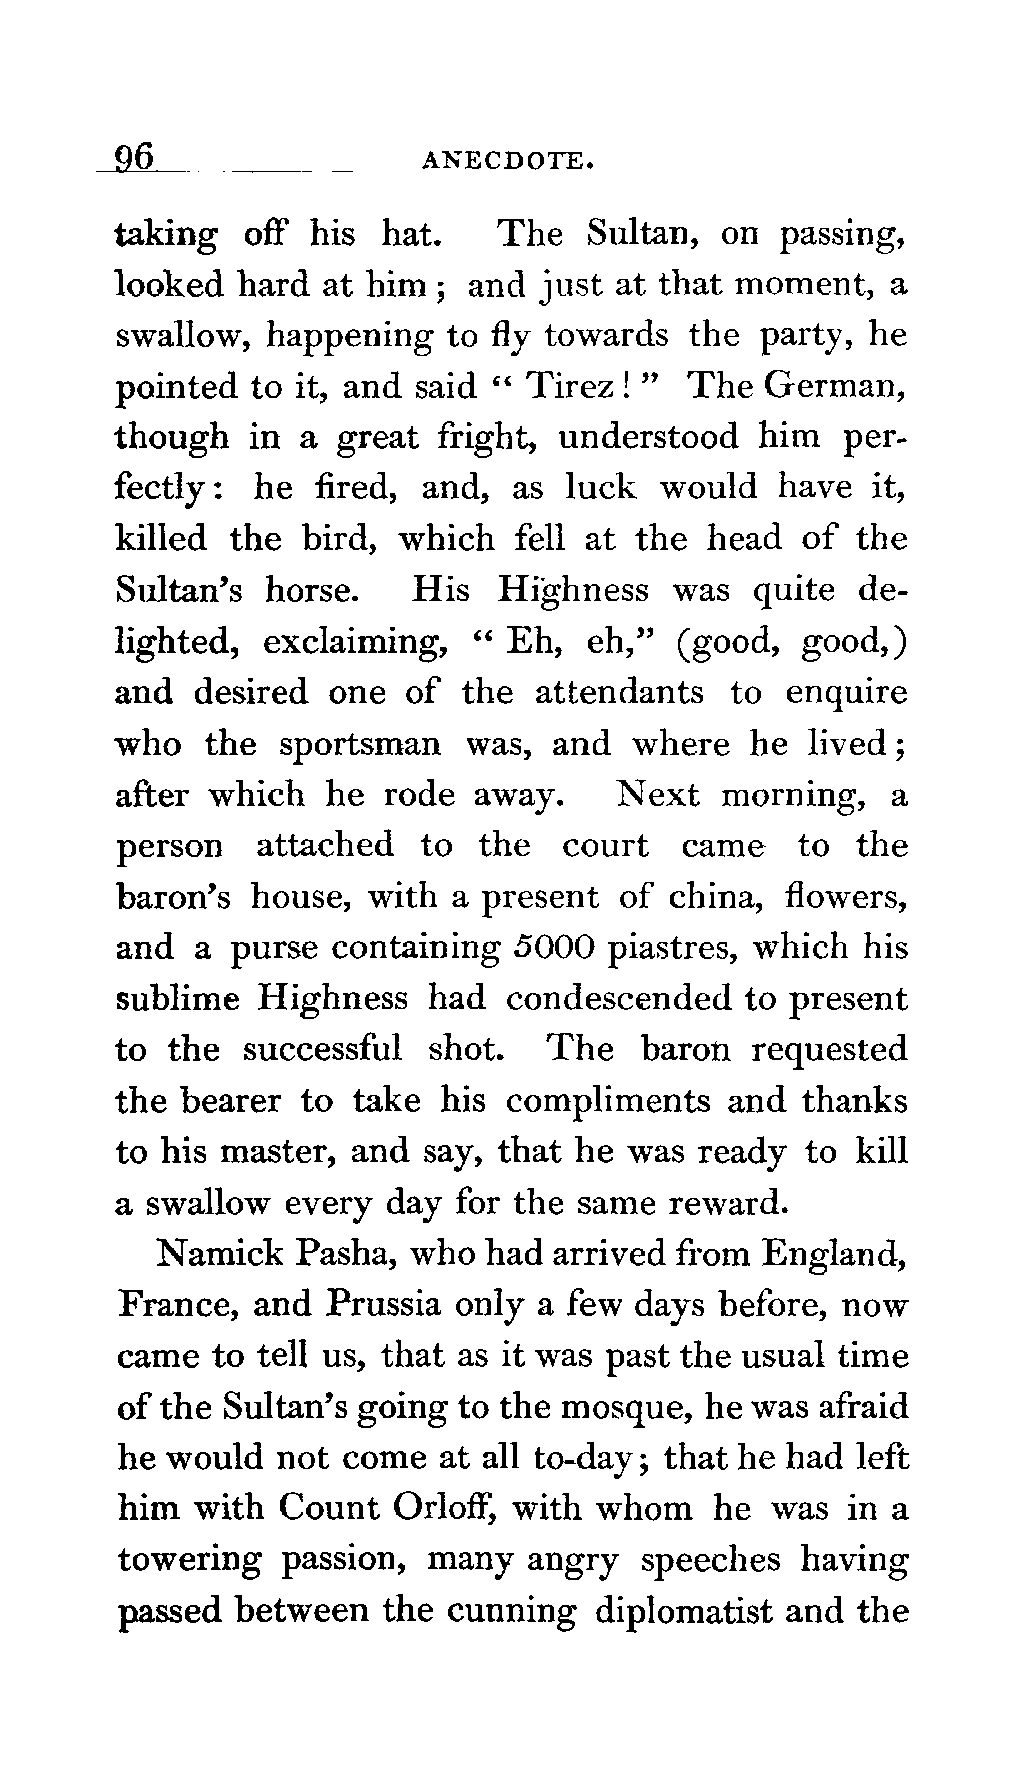 96 ANECDOTE.
taking off his hat. The Sultan, on passing,
looked hard at him ; and just at that moment, a
swallow, happening to fly towards the party, he
pointed to it, and said “ Tirez ! ” The German,
though in a great fright, understood him per-
fectly : he fired, and, as luck would have it,
killed the bird, which fell at the head of the
Sultan’s horse. His Highness was quite de-
lighted, exclaiming, “ Eh, eh,” (good, good,)
and desired one of the attendants to enquire
who the sportsman was, and where he lived ;
after which he rode away. Next morning, a
person attached to the court came to the
baron’s house, with a present of china, flowers,
and a purse containing 5000 piastres, which his
sublime Highness had condescended to present
to the successful shot. The baron requested
the bearer to take his compliments and thanks
to his master, and say, that he was ready to kill
a swallow every day for the same reward.
Namick Pasha, who had arrived from England,
France, and Prussia only a few days before, now
came to tell us, that as it was past the usual time
of the Sultan’s going to the mosque, he was afraid
he would not come at all to-day ; that he had left
him with Count Orloff, with whom he was in a
towering passion, many angry speeches having
passed between the cunning diplomatist and the